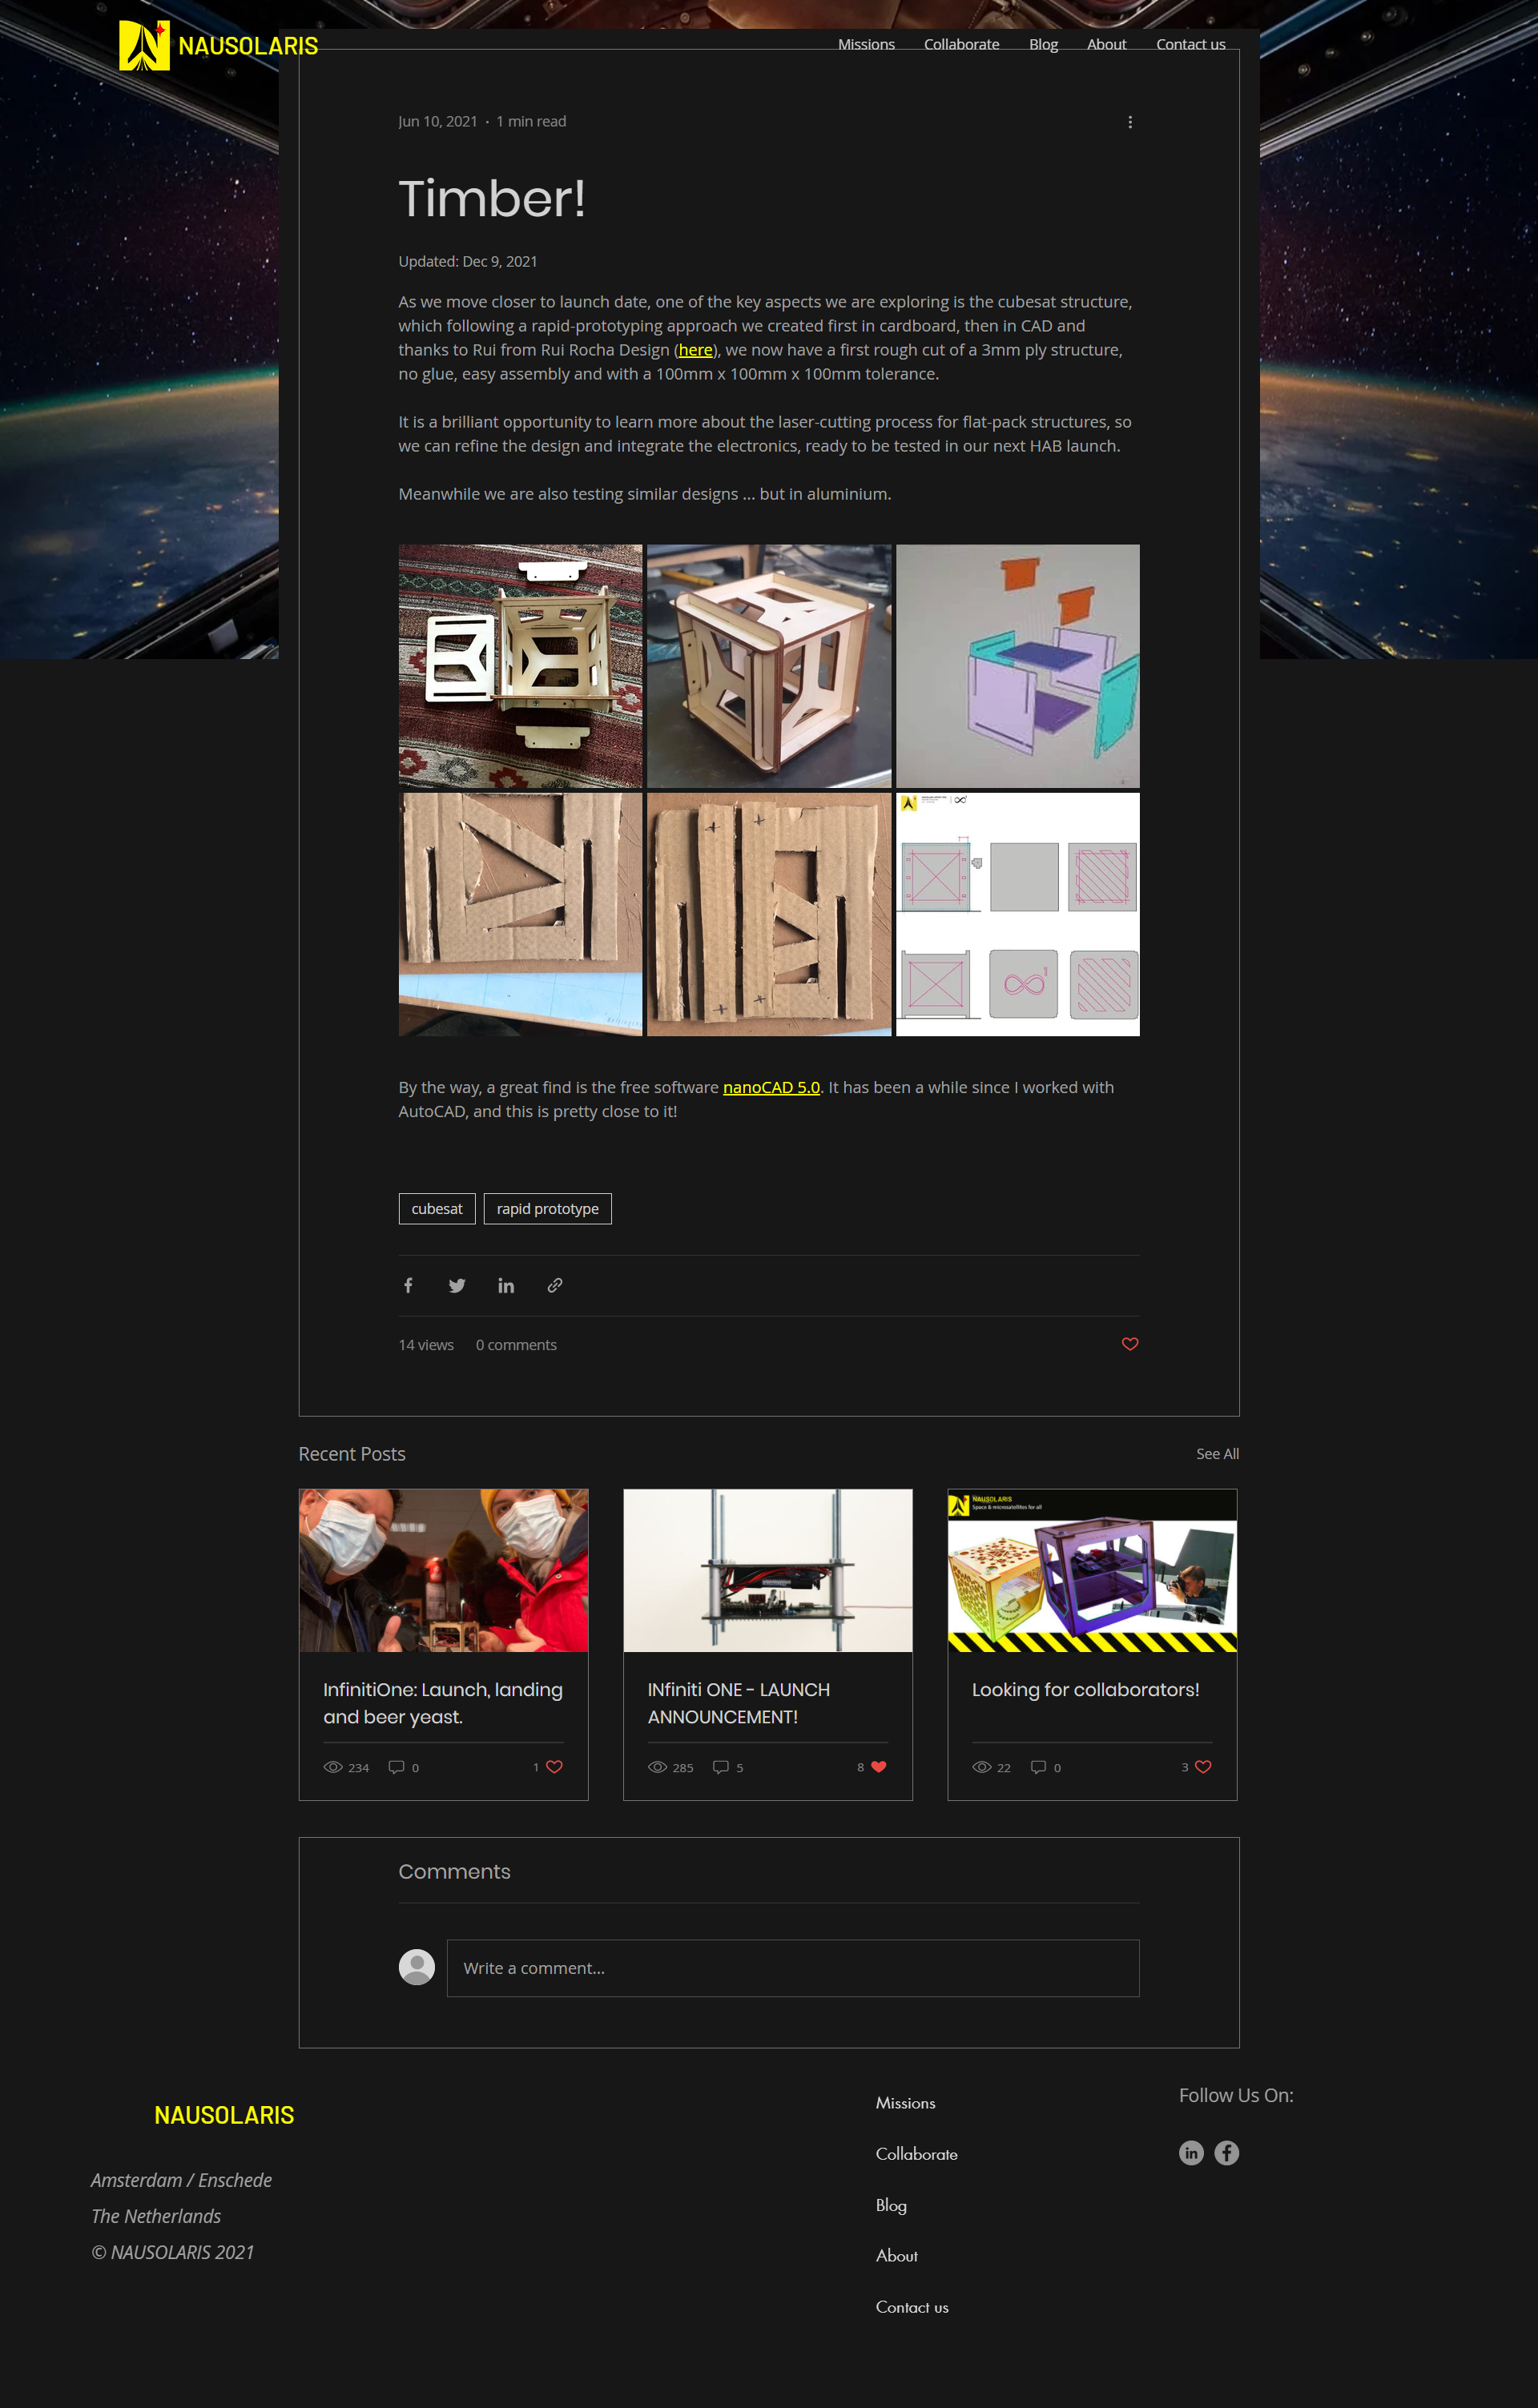 NAUSOLARIS
Missions
Collaborate
Blog
About
Contact us
Jun 10, 2021 · 1 min read
Timber!
Updated: Dec 9, 2021
As we move closer to launch date, one of the key aspects we are exploring is the cubesat structure,
which following a rapid-prototyping approach we created first in cardboard, then in CAD and
thanks to Rui from Rui Rocha Design (here), we now have a first rough cut of a 3mm ply structure,
no glue, easy assembly and with a 100mm x 100mm x 100mm tolerance.
It is a brilliant opportunity to learn more about the laser-cutting process for flat-pack structures, so
we can refine the design and integrate the electronics, ready to be tested in our next HAB launch.
Meanwhile we are also testing similar designs ... but in aluminium.
By the way, a great find is the free software nanoCAD 5.0. It has been a while since I worked with
AutoCAD, and this is pretty close to it!
cubesat
rapid prototype
14 views
0 comments
Recent Posts
See All
NAUSOLARIS
Space & microsatellites for all
InfinitiOne: Launch, landing
and beer yeast.
234
0
1
INfiniti ONE - LAUNCH
ANNOUNCEMENT!
285
5
8
Looking for collaborators!
22
0
3
Comments
Write a comment...
NAUSOLARIS
Amsterdam / Enschede
The Netherlands
© NAUSOLARIS 2021
Missions
Collaborate
Blog
About
Contact us
Follow Us On: